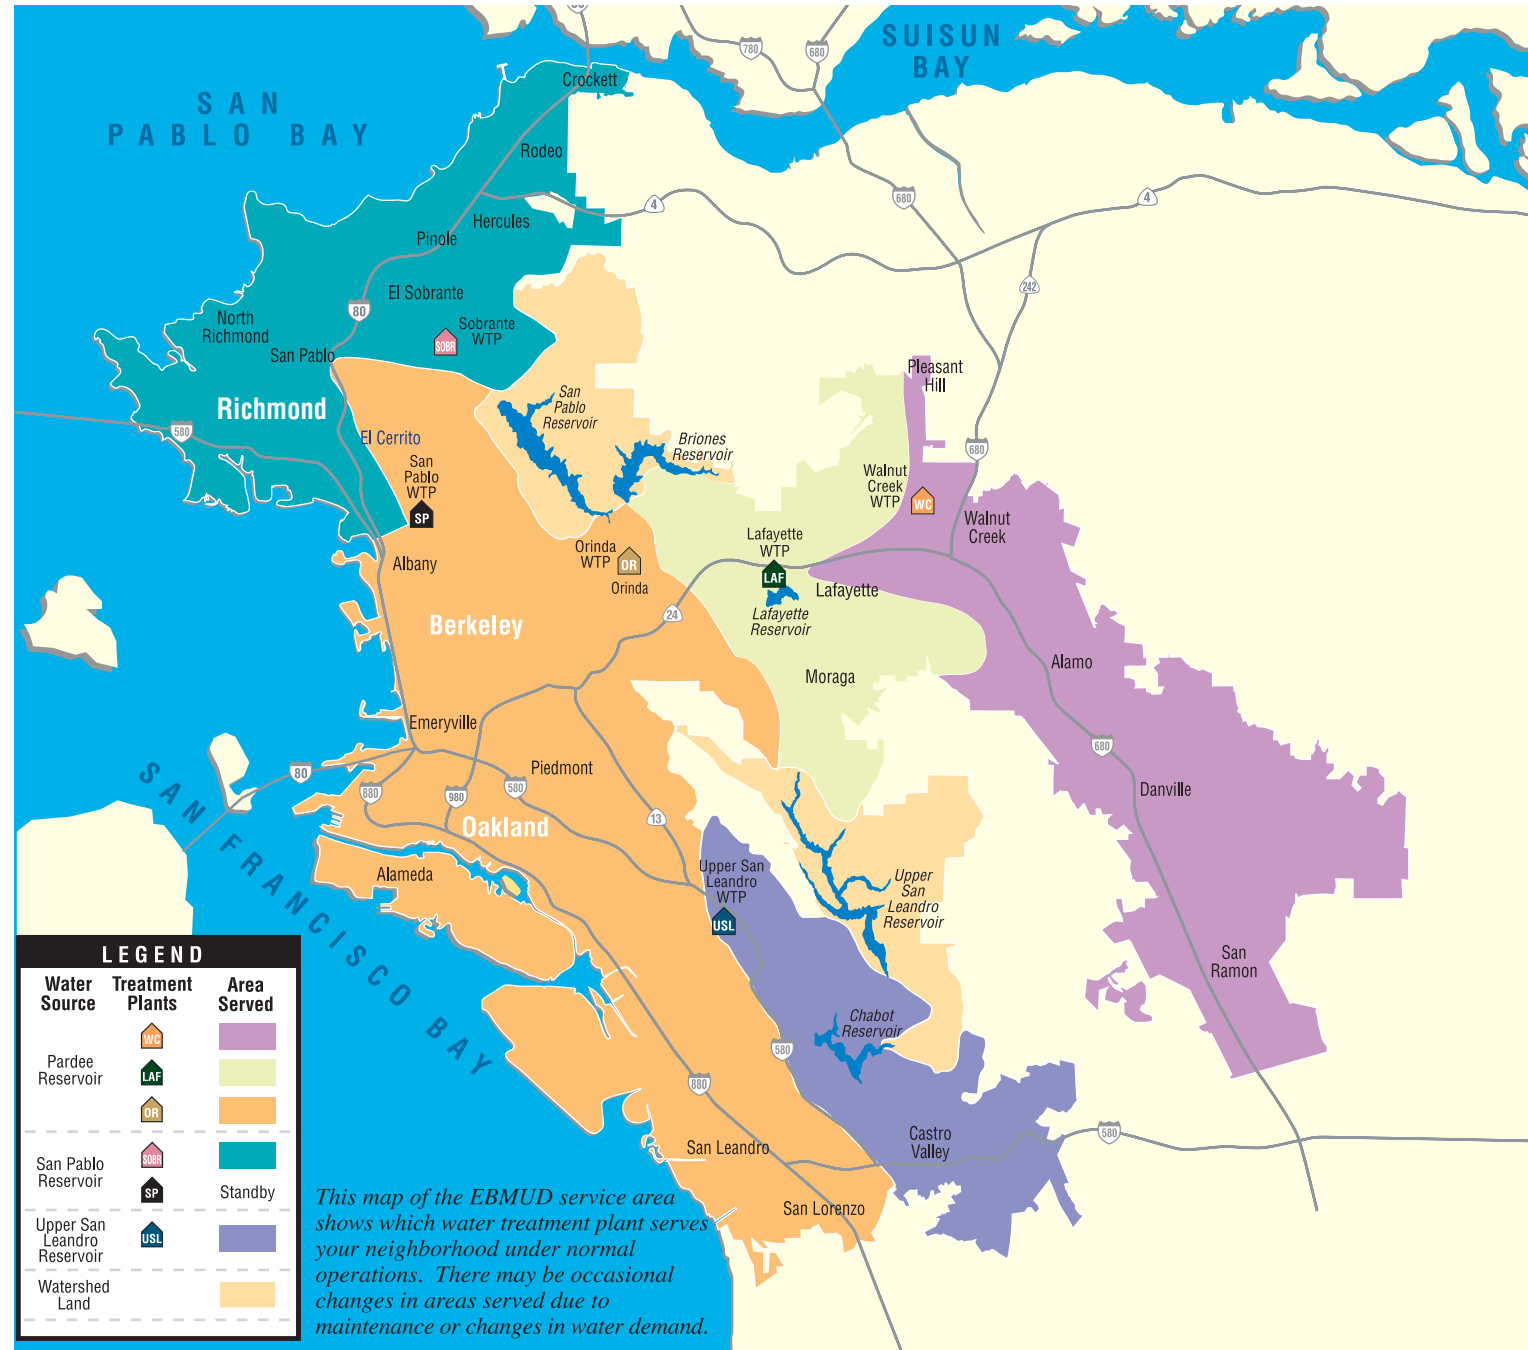 SUISUN
BAY
SAN
PABLO BAY
780
680
Crockett
Rodeo
4
680
4
Hercules
Pinole
El Sobrante
242
80
North
Richmond
Sobrante
WTP
SOBR
San Pablo
Pleasant
Hill
San
Pablo
Reservoir
Richmond
580
El Cerrito
Briones
Reservoir
680
San
Pablo
WTP
SP
Walnut
Creek
WTP
WC
Walnut
Creek
Lafayette
WTP
LAF
Orinda
WTP
OR
Albany
Orinda
Lafayette
24
Lafayette
Reservoir
Berkeley
Alamo
Moraga
Emeryville
680
Piedmont
80
880
980
580
Danville
13
Oakland
SAN FRANCISCO BAY
Alameda
Upper San
Leandro
WTP
USL
Upper
San
Leandro
Reservoir
San
Ramon
Chabot
Reservoir
580
880
580
Castro
Valley
San Leandro
San Lorenzo
LEGEND
Water
Source
Treatment
Plants
Area
Served
WC
Pardee
Reservoir
LAF
OR
SOBR
San Pablo
Reservoir
SP
Standby
Upper San
Leandro
Reservoir
USL
Watershed
Land
This map of the EBMUD service area
shows which water treatment plant serves
your neighborhood under normal
operations.  There may be occasional
changes in areas served due to
maintenance or changes in water demand.